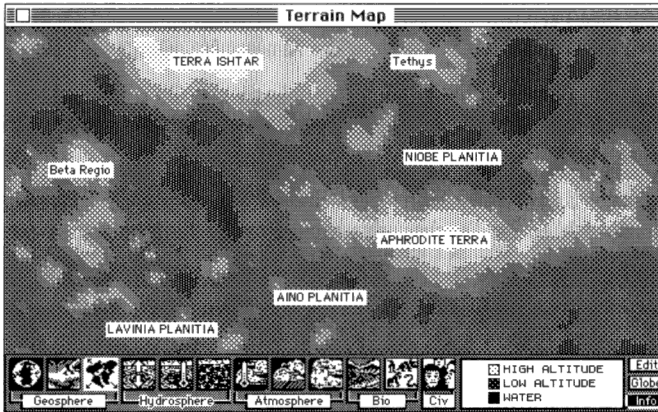 Terrain Map
TERRA ISHTAR
Tethys
NIOBE PLANITIA
Beta Regio
APHRODITE TERRA
AINO PLANITIA
LAVINIA PLANITIA
HIGH ALTITUDE
LOW ALTITUDE
WATER
Edit
Globe
Info
Geosphere
Hydrosphere
Atmosphere
Bio
Civ